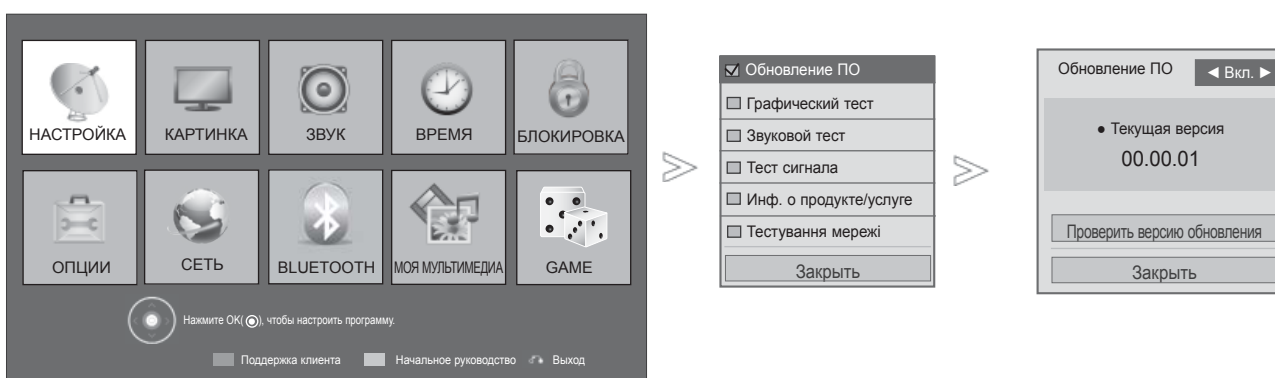 НАСТРОЙКА
КАРТИНКА
ЗВУК
ВРЕМЯ
БЛОКИРОВКА
ОПЦИИ
СЕТЬ
BLUETOOTH
МОЯ МУЛЬТИМЕДИА
GAME
Нажмите OK(◉), чтобы настроить программу.
Поддержка клиента
Начальное руководство
Выход
Обновление ПО
Графический тест
Звуковой тест
Тест сигнала
Инф. о продукте/услуге
Тестування мережі
Закрыть
Обновление ПО
◄ Вкл. ►
● Текущая версия
00.00.01
Проверить версию обновления
Закрыть